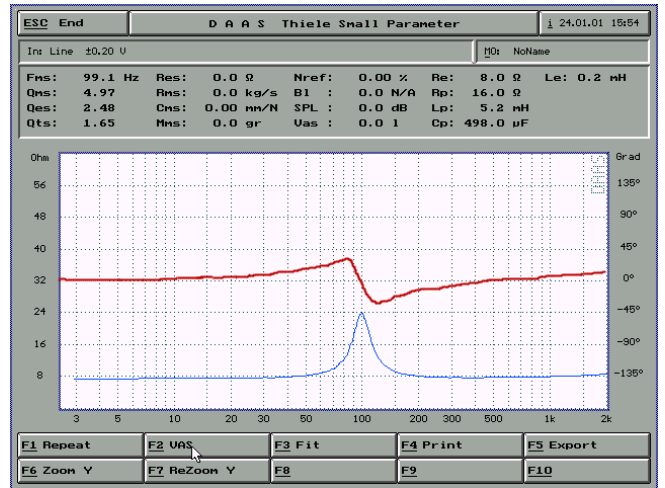 ESC End D A A S Thiele Small Parameter i 24.01.01 15:54
In: Line ±0.20 V MO: NoName
Fms: 99.1 Hz Res: 0.0 Ω Nref: 0.00 % Re: 8.0 Ω Le: 0.2 mH
Qms: 4.97 Rms: 0.0 kg/s Bl : 0.0 N/A Rp: 16.0 Ω
Qes: 2.48 Cms: 0.00 mm/N SPL : 0.0 dB Lp: 5.2 mH
Qts: 1.65 Mms: 0.0 gr Vas : 0.0 l Cp: 498.0 µF
Ohm Grad
DAAS
56 135°
48 90°
40 45°
32 0°
24 -45°
16 -90°
8 -135°
3 5 10 20 30 50 100 200 300 500 1k 2k
F1 Repeat F2 VAS F3 Fit F4 Print F5 Export
F6 Zoom Y F7 ReZoom Y F8 F9 F10